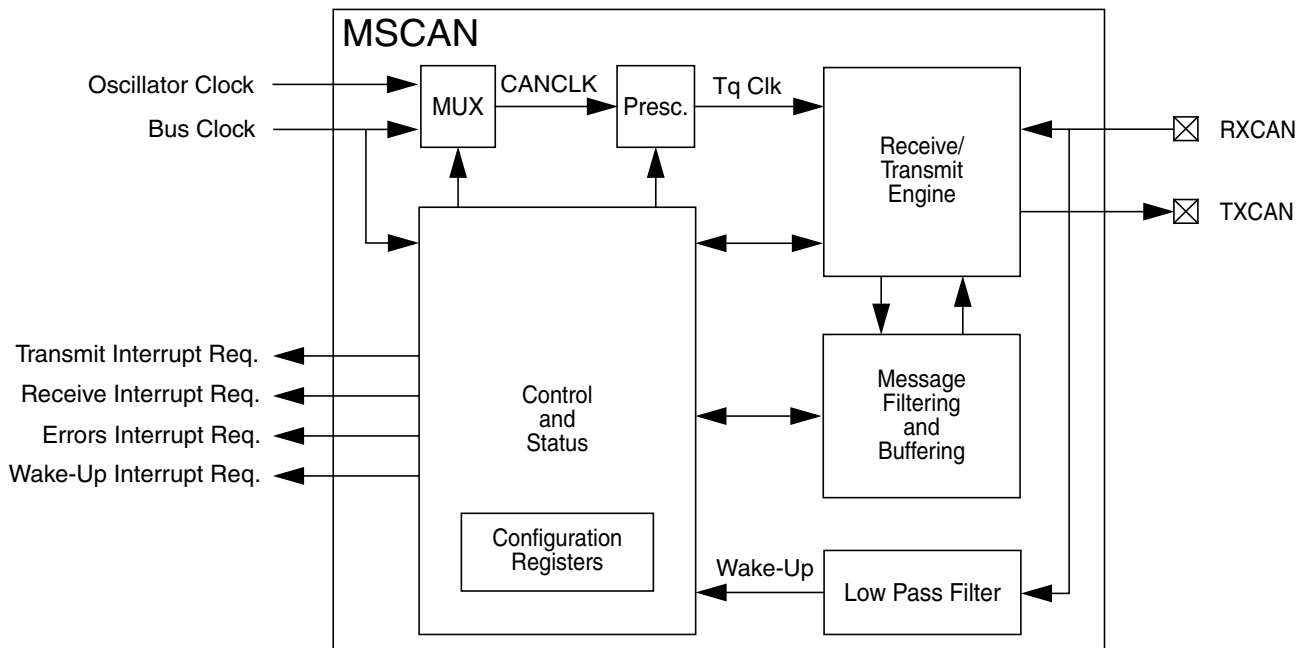 MSCAN
Oscillator Clock
Bus Clock
MUX
CANCLK
Presc.
Tq Clk
Receive/
Transmit
Engine
RXCAN
TXCAN
Transmit Interrupt Req.
Receive Interrupt Req.
Errors Interrupt Req.
Wake-Up Interrupt Req.
Control
and
Status
Message
Filtering
and
Buffering
Configuration
Registers
Wake-Up
Low Pass Filter